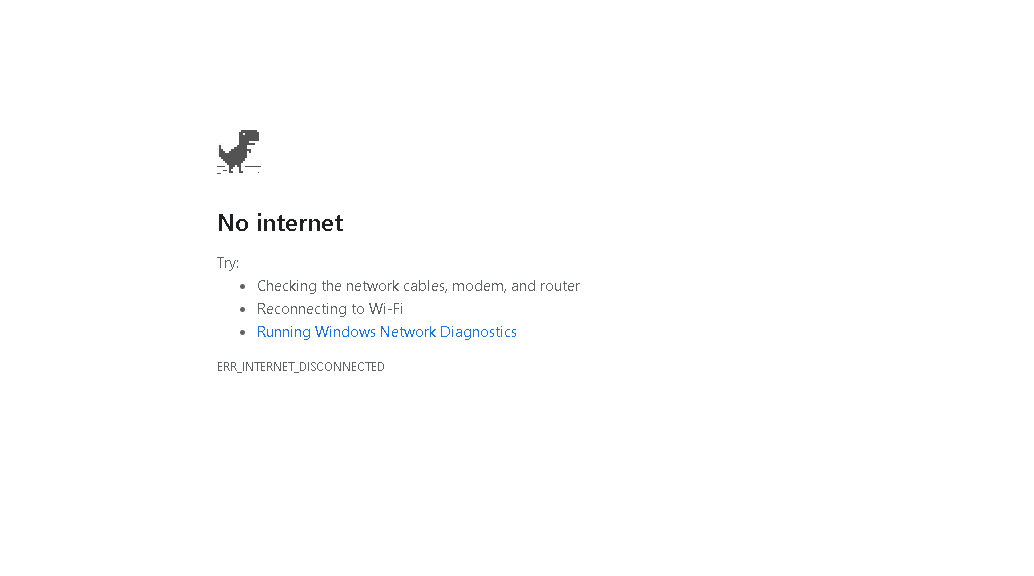 No internet
Try:
Checking the network cables, modem, and router
Reconnecting to Wi-Fi
Running Windows Network Diagnostics
ERR_INTERNET_DISCONNECTED